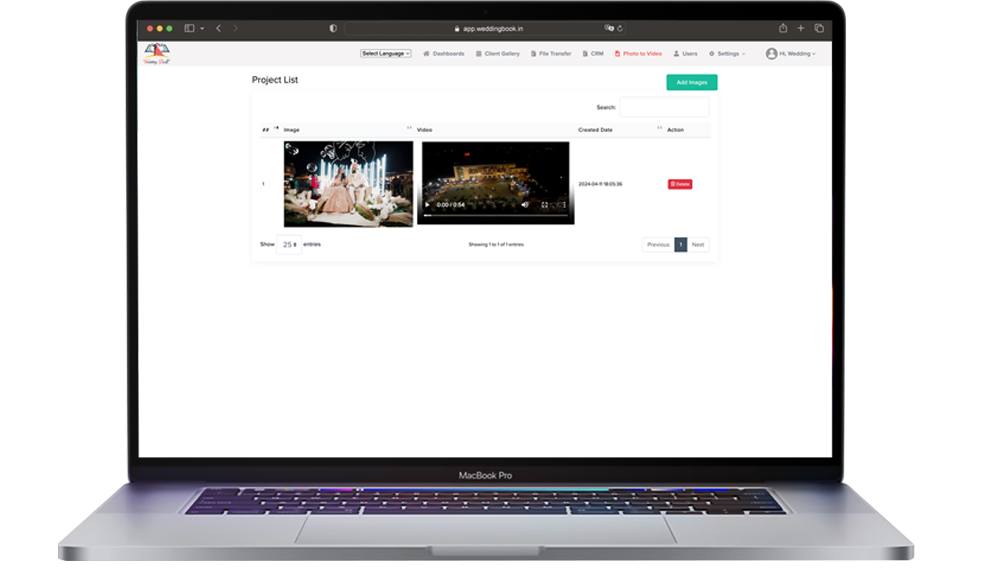 app.weddingbook.in
Select Language Dashboards Client Gallery File Transfer CRM Photo to Video Users Settings Hi, Wedding
Project List
Add Images
Search:
## Image Video Created Date Action
1 0:00 / 0:54 2024-04-11 18:05:36 Delete
Show 25 entries Showing 1 to 1 of 1 entries Previous 1 Next
MacBook Pro